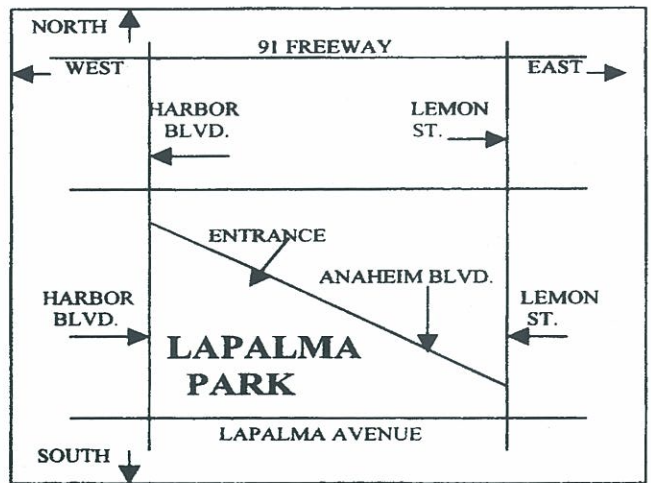 NORTH
91 FREEWAY
WEST
EAST
HARBOR
BLVD.
LEMON
ST.
ENTRANCE
ANAHEIM BLVD.
HARBOR
BLVD.
LEMON
ST.
LAPALMA
PARK
LAPALMA AVENUE
SOUTH